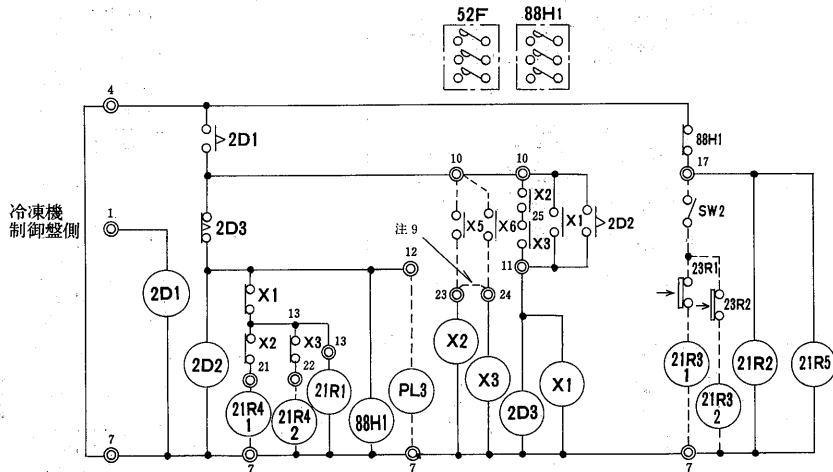 52F 88H1
4
2D1
88H1
10 10 17
X2
冷凍機
制御盤側
1
2D3
X5 X6
25
X1
2D2
X3
SW2
注9
12
11
23R1
23R2
2D1
X1
23 24
13
13
X2 X3
21 22
2D2
21R4
1
21R4
2
21R1
88H1
PL3
X2
X3
2D3
X1
21R3
1
21R3
2
21R2
21R5
7 7 7 7